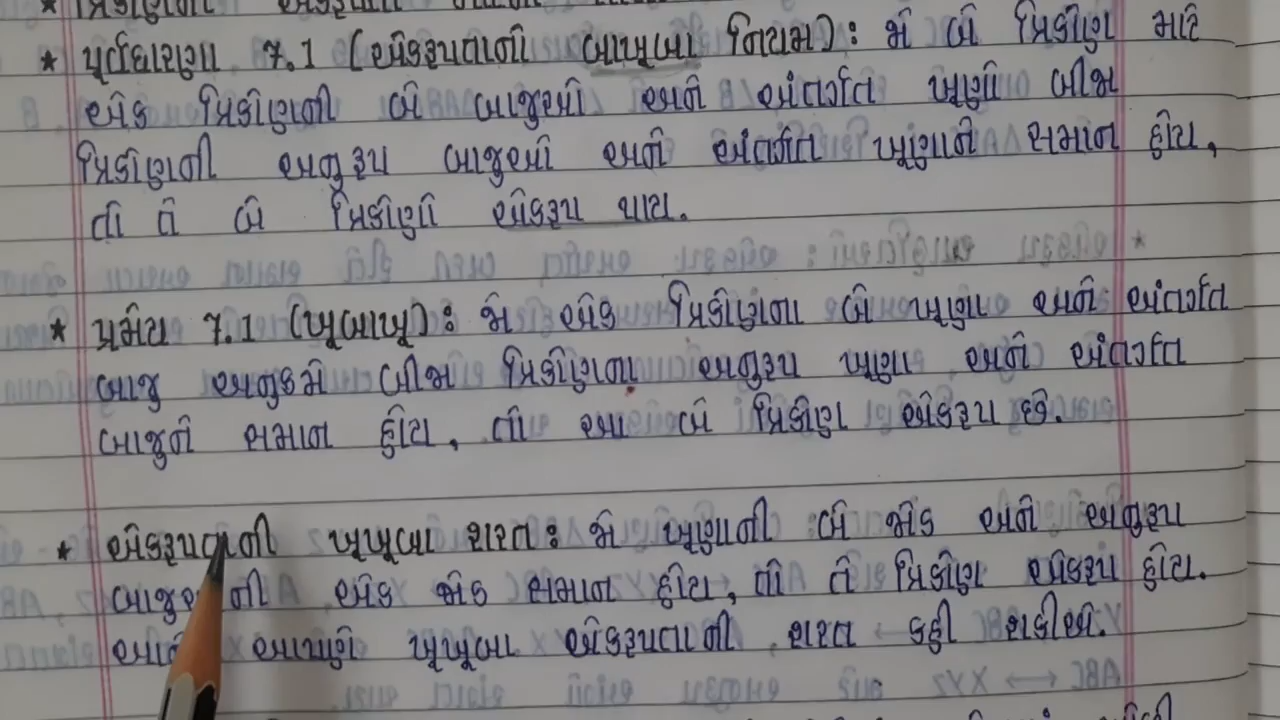 * પૂર્વધારણા 7.1 (એકરૂપતાની બાખૂબા નિયમ) : જો બે ત્રિકોણ માટે
એક ત્રિકોણની બે બાજુઓ અને અંતર્ગત ખૂણો બીજા
ત્રિકોણની અનુરૂપ બાજુઓ અને અંતર્ગત ખૂણાને સમાન હોય,
તો તે બે ત્રિકોણો એકરૂપ થાય.
* પ્રમેય 7.1 (ખૂબાખૂ) : જો એક ત્રિકોણના બે ખૂણા અને અંતર્ગત
બાજુ અનુક્રમે બીજા ત્રિકોણના અનુરૂપ ખૂણા અને અંતર્ગત
બાજુને સમાન હોય, તો આ બે ત્રિકોણ એકરૂપ છે.
* એકરૂપતાની ખૂખૂબા શરત : જો ખૂણાની બે જોડ અને અનુરૂપ
બાજુઓની એક જોડ સમાન હોય, તો તે ત્રિકોણ એકરૂપ હોય.
આપણે ખૂખૂબા એકરૂપતાની શરત કહી શકીએ.